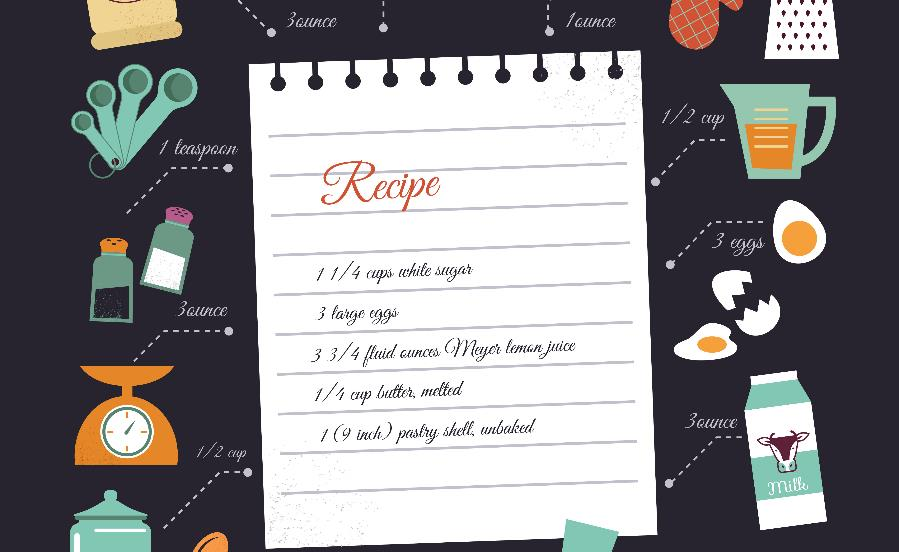 3ounce
1ounce
1 teaspoon
1/2 cup
3 eggs
3ounce
3ounce
1/2 cup
Milk
Recipe
1 1/4 cups white sugar
3 large eggs
3 3/4 fluid ounces Meyer lemon juice
1/4 cup butter, melted
1 (9 inch) pastry shell, unbaked